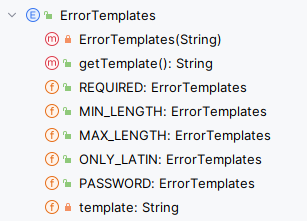 ErrorTemplates
ErrorTemplates(String)
getTemplate(): String
REQUIRED: ErrorTemplates
MIN_LENGTH: ErrorTemplates
MAX_LENGTH: ErrorTemplates
ONLY_LATIN: ErrorTemplates
PASSWORD: ErrorTemplates
template: String